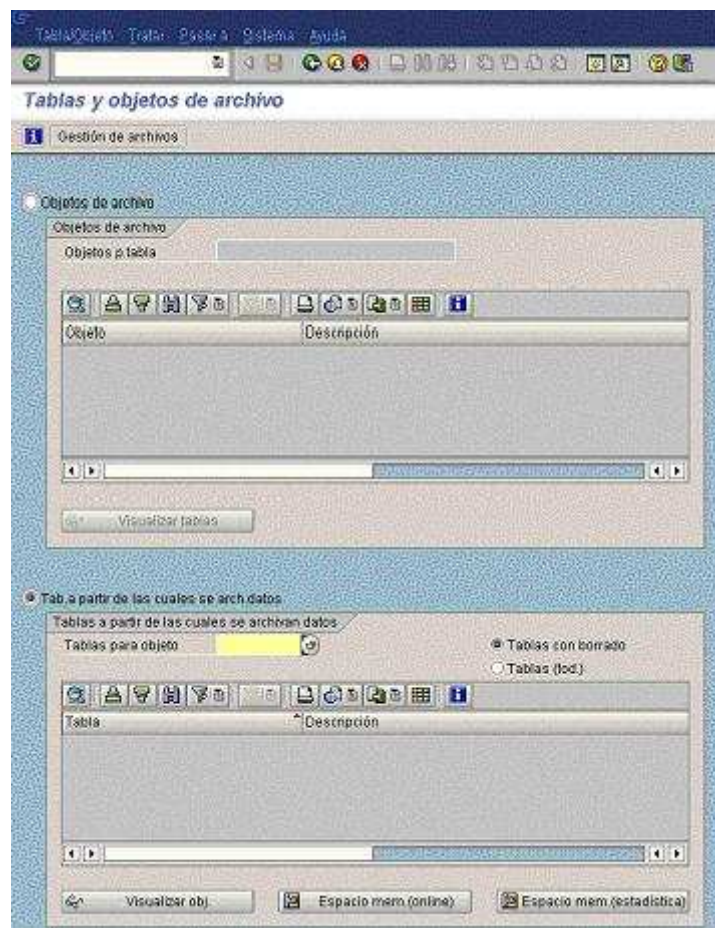 Tabla/Objeto Tratar Pasar a Sistema Ayuda
Tablas y objetos de archivo
Gestión de archivos
Objetos de archivo
Objetos de archivo
Objetos p.tabla
Objeto Descripción
Visualizar tablas
Tab.a partir de las cuales se arch.datos
Tablas a partir de las cuales se archivan datos
Tablas para objeto Tablas con borrado
Tablas (tod.)
Tabla Descripción
Visualizar obj. Espacio mem.(online) Espacio mem.(estadística)